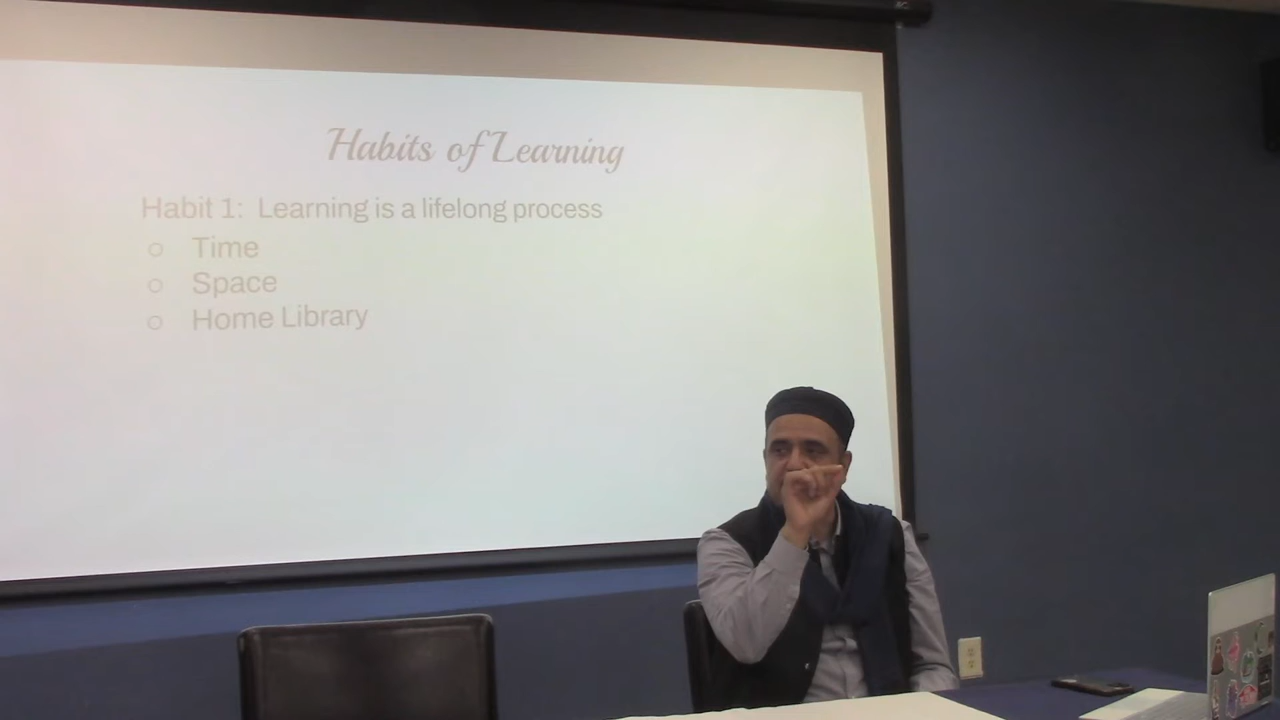 Habits of Learning
Habit 1: Learning is a lifelong process
○ Time
○ Space
○ Home Library